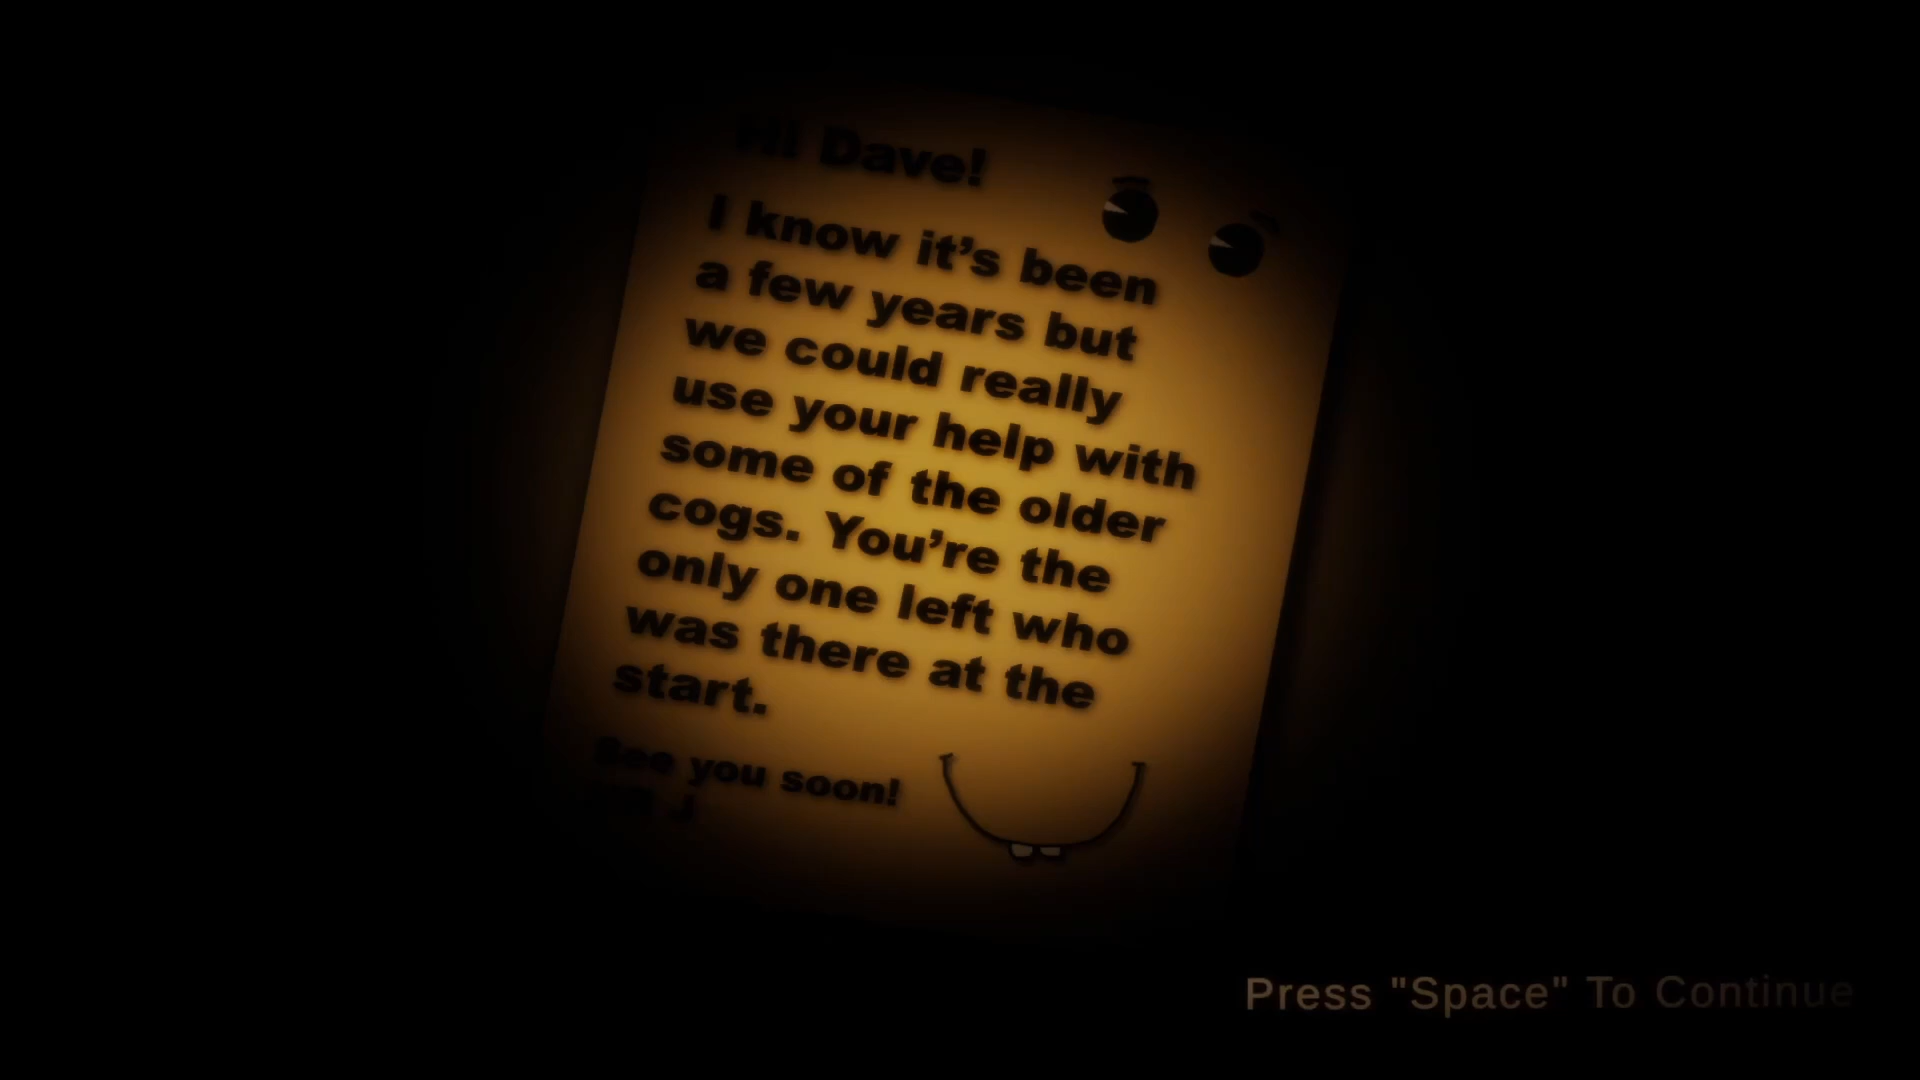 Hi Dave!
I know it’s been
a few years but
we could really
use your help with
some of the older
cogs. You’re the
only one left who
was there at the
start.
See you soon!
Press "Space" To Continue